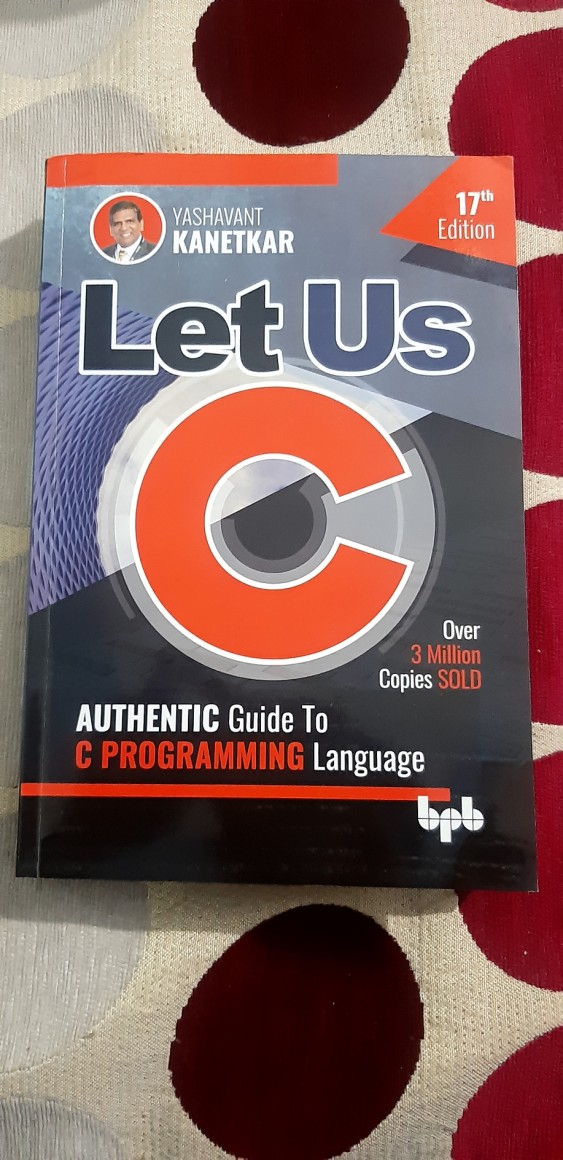 YASHAVANT
KANETKAR
17th
Edition
Let Us
C
Over
3 Million
Copies SOLD
AUTHENTIC Guide To
C PROGRAMMING Language
bpb